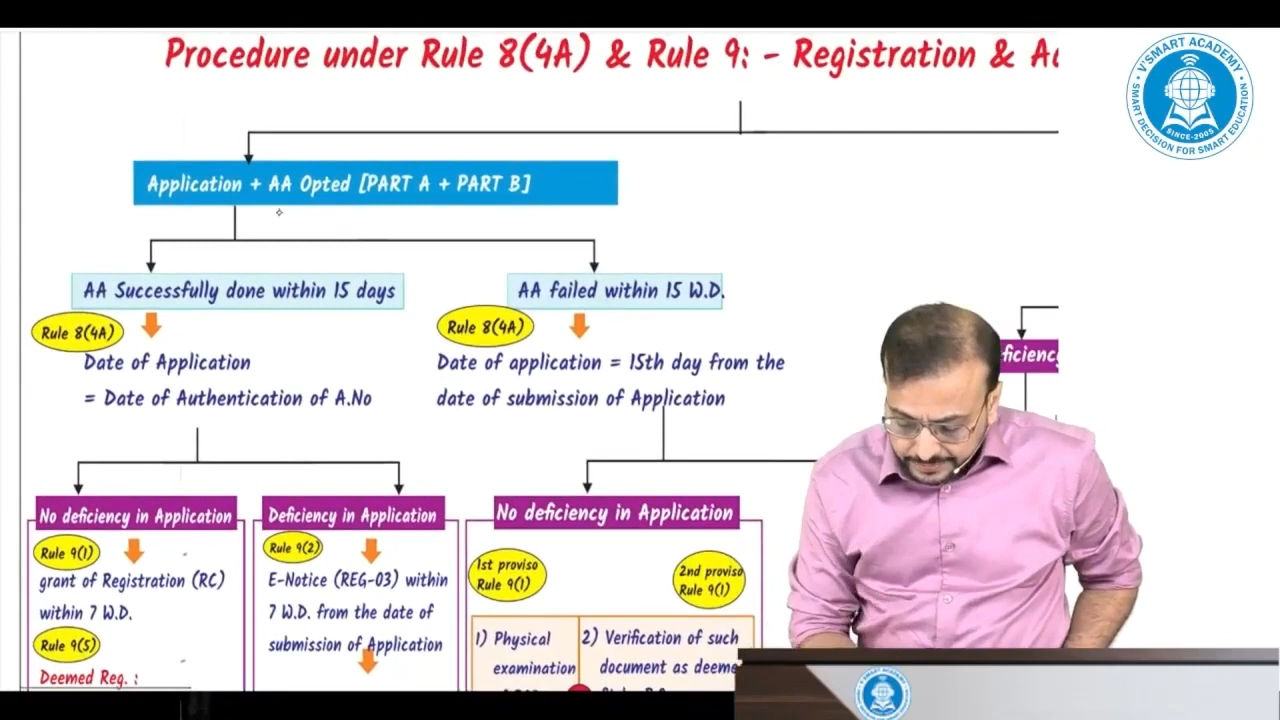 Procedure under Rule 8(4A) & Rule 9: - Registration &
V'SMART ACADEMY
SMART DECISION FOR SMART EDUCATION
SINCE-2005
Application + AA Opted [PART A + PART B]
AA Successfully done within 15 days
AA failed within 15 W.D.
Rule 8(4A)
Rule 8(4A)
Date of Application
= Date of Authentication of A.No
Date of application = 15th day from the
date of submission of Application
No deficiency in Application
Deficiency in Application
No deficiency in Application
Rule 9(1)
grant of Registration (RC)
within 7 W.D.
Rule 9(5)
Deemed Reg. :
Rule 9(2)
E-Notice (REG-03) within
7 W.D. from the date of
submission of Application
1st proviso
Rule 9(1)
2nd proviso
Rule 9(1)
1) Physical
examination
2) Verification of such
document as deeme